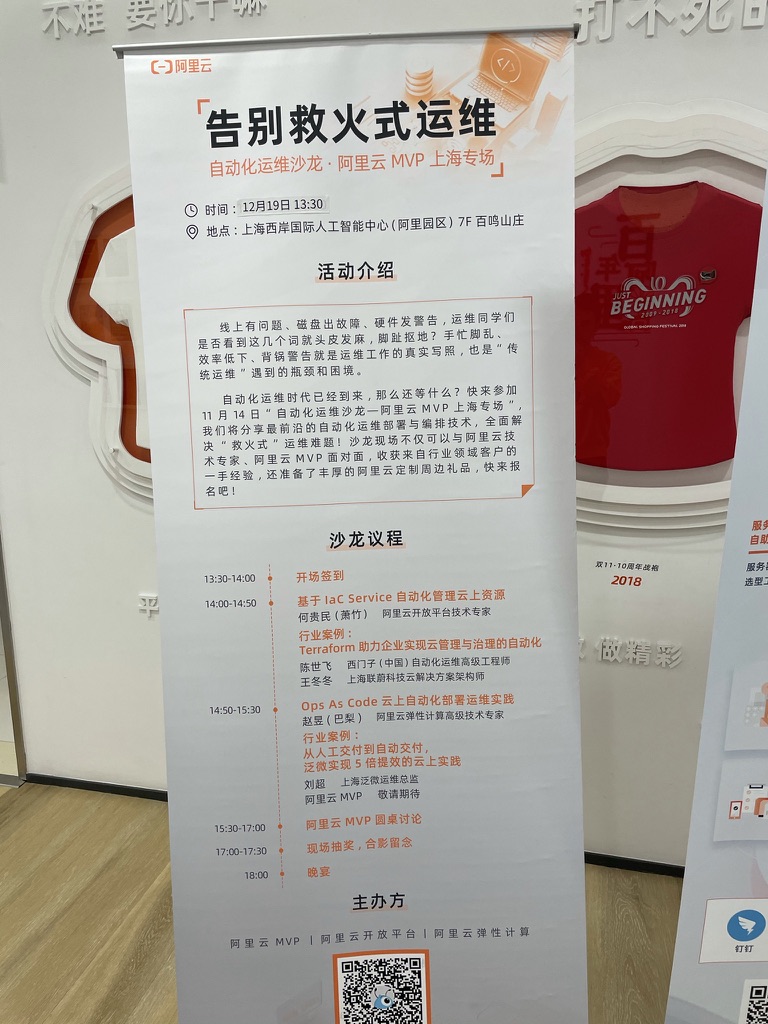 不难 要你干嘛
打不死的
阿里云
告别救火式运维
自动化运维沙龙·阿里云 MVP 上海专场
时间：12月19日 13:30
地点：上海西岸国际人工智能中心(阿里园区) 7F 百鸣山庄
活动介绍
线上有问题、磁盘出故障、硬件发警告，运维同学们
是否看到这几个词就头皮发麻，脚趾抠地？手忙脚乱、
效率低下、背锅警告就是运维工作的真实写照，也是“传
统运维”遇到的瓶颈和困境。
自动化运维时代已经到来，那么还等什么？快来参加
11 月 14 日“自动化运维沙龙—阿里云 MVP 上海专场”，
我们将分享最前沿的自动化运维部署与编排技术，全面解
决“救火式”运维难题！沙龙现场不仅可以与阿里云技
术专家、阿里云 MVP 面对面，收获来自行业领域客户的
一手经验，还准备了丰厚的阿里云定制周边礼品，快来报
名吧！
沙龙议程
13:30-14:00 开场签到
14:00-14:50 基于 IaC Service 自动化管理云上资源
何贵民(萧竹) 阿里云开放平台技术专家
行业案例：
Terraform 助力企业实现云管理与治理的自动化
陈世飞 西门子(中国)自动化运维高级工程师
王冬冬 上海联蔚科技云解决方案架构师
14:50-15:30 Ops As Code 云上自动化部署运维实践
赵昱(巴梨) 阿里云弹性计算高级技术专家
行业案例：
从人工交付到自动交付，
泛微实现 5 倍提效的云上实践
刘超 上海泛微运维总监
阿里云 MVP 敬请期待
15:30-17:00 阿里云 MVP 圆桌讨论
17:00-17:30 现场抽奖，合影留念
18:00 晚宴
主办方
阿里云 MVP | 阿里云开放平台 | 阿里云弹性计算
JUST
BEGINNING
2009-2018
GLOBAL SHOPPING FESTIVAL 2018
双11·10周年战袍
2018
平
做精彩
服务
自助
服务
选型工
钉钉